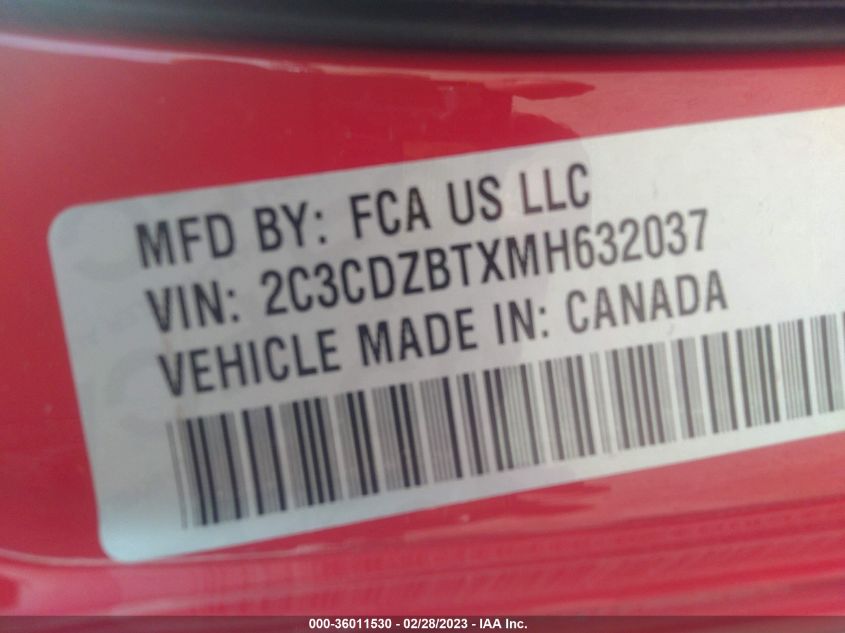 MFD BY: FCA US LLC
VIN: 2C3CDZBTXMH632037
VEHICLE MADE IN: CANADA
000-36011530 - 02/28/2023 - IAA Inc.